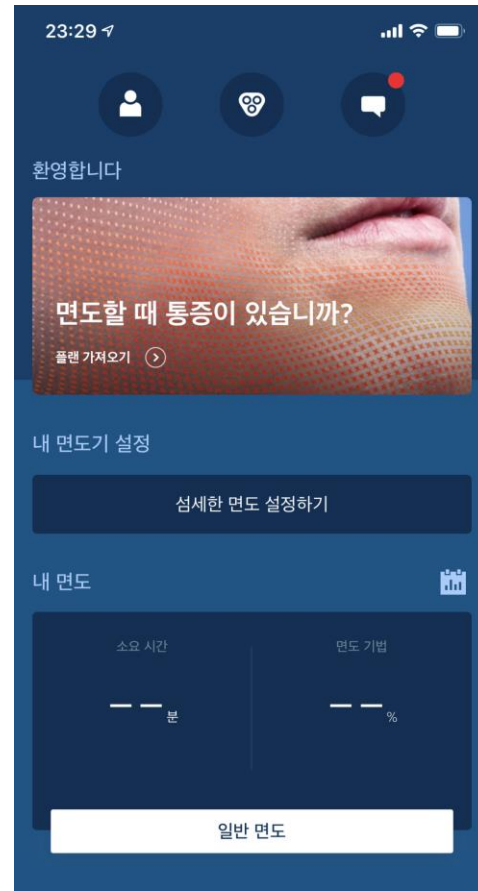 23:29
환영합니다
면도할 때 통증이 있습니까?
플랜 가져오기
내 면도기 설정
섬세한 면도 설정하기
내 면도
소요 시간
면도 기법
– – 분
– – %
일반 면도